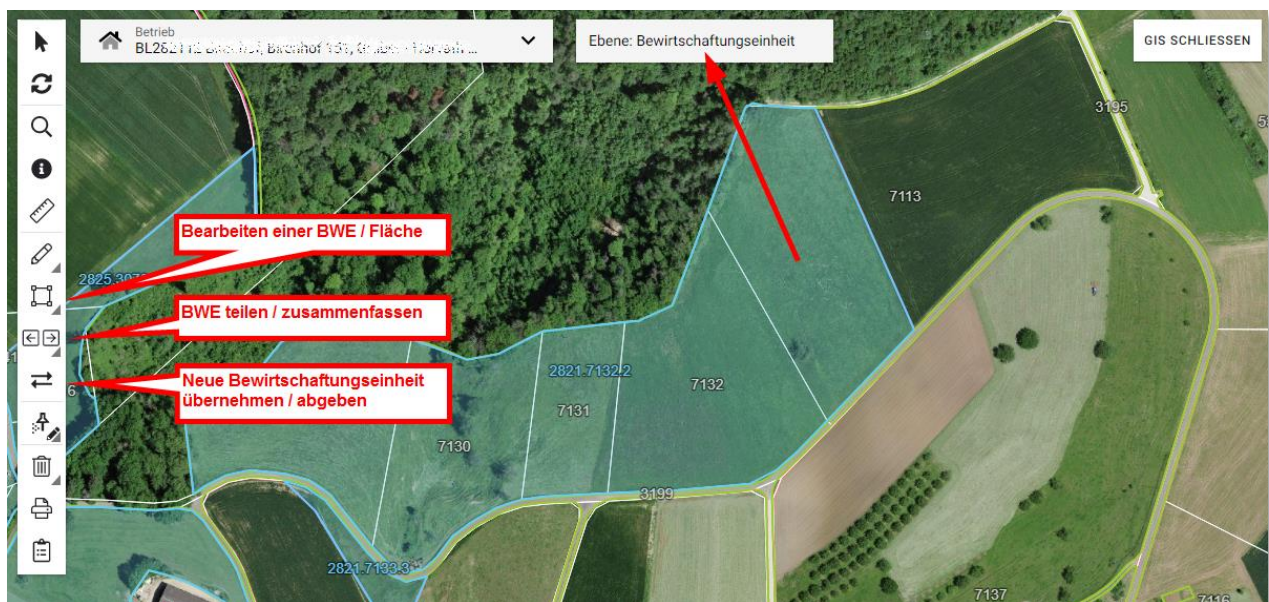 Betrieb
Ebene: Bewirtschaftungseinheit
GIS SCHLIESSEN
3195
7113
Bearbeiten einer BWE / Fläche
BWE teilen / zusammenfassen
2821.7132.2
7132
Neue Bewirtschaftungseinheit
übernehmen / abgeben
7131
7130
3199
2821.7133.3
7137
7116